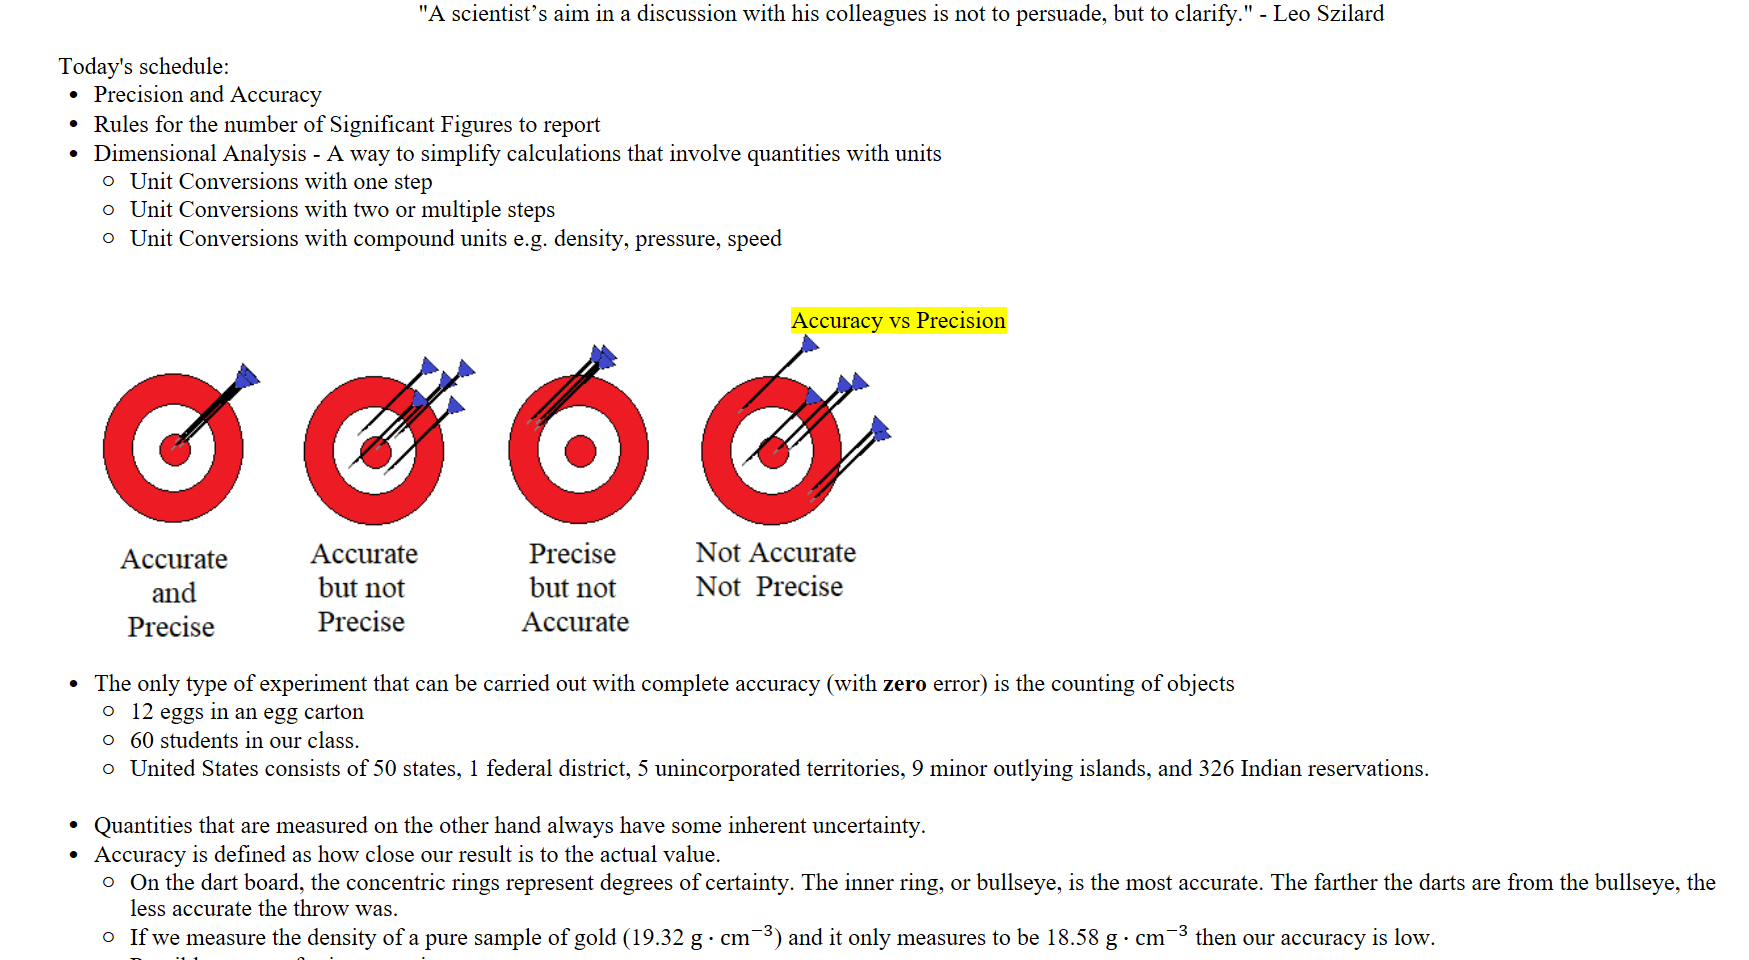 "A scientist’s aim in a discussion with his colleagues is not to persuade, but to clarify." - Leo Szilard
Today's schedule:
• Precision and Accuracy
• Rules for the number of Significant Figures to report
• Dimensional Analysis - A way to simplify calculations that involve quantities with units
○ Unit Conversions with one step
○ Unit Conversions with two or multiple steps
○ Unit Conversions with compound units e.g. density, pressure, speed
Accuracy vs Precision
Accurate
and
Precise
Accurate
but not
Precise
Precise
but not
Accurate
Not Accurate
Not Precise
• The only type of experiment that can be carried out with complete accuracy (with zero error) is the counting of objects
○ 12 eggs in an egg carton
○ 60 students in our class.
○ United States consists of 50 states, 1 federal district, 5 unincorporated territories, 9 minor outlying islands, and 326 Indian reservations.
• Quantities that are measured on the other hand always have some inherent uncertainty.
• Accuracy is defined as how close our result is to the actual value.
○ On the dart board, the concentric rings represent degrees of certainty. The inner ring, or bullseye, is the most accurate. The farther the darts are from the bullseye, the
less accurate the throw was.
○ If we measure the density of a pure sample of gold (19.32 g · cm⁻³) and it only measures to be 18.58 g · cm⁻³ then our accuracy is low.